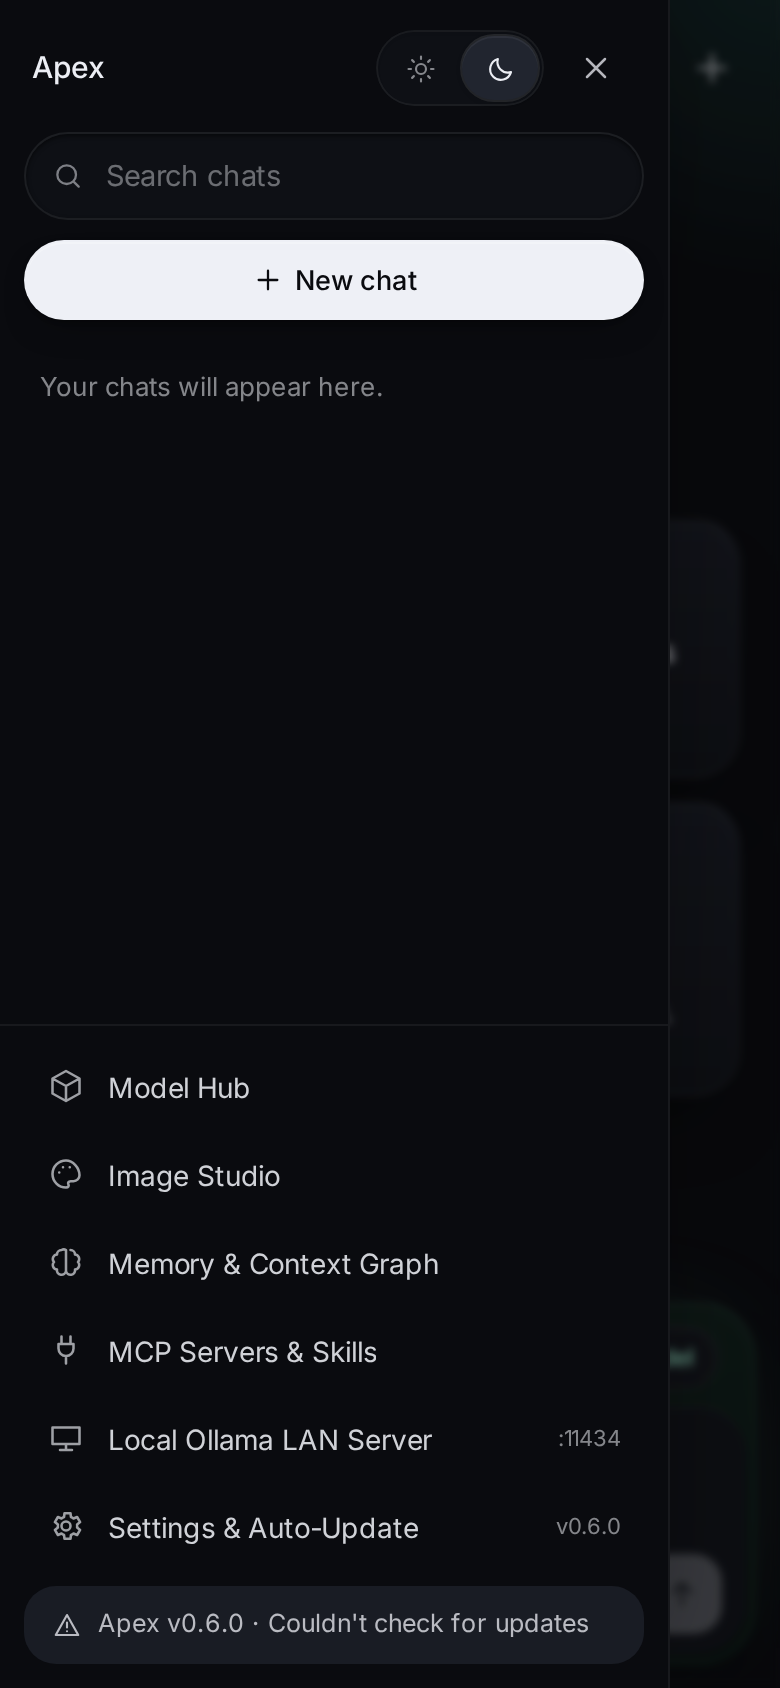 Apex
Search chats
New chat
Your chats will appear here.
Model Hub
Image Studio
Memory & Context Graph
MCP Servers & Skills
Local Ollama LAN Server :11434
Settings & Auto-Update v0.6.0
Apex v0.6.0 · Couldn't check for updates